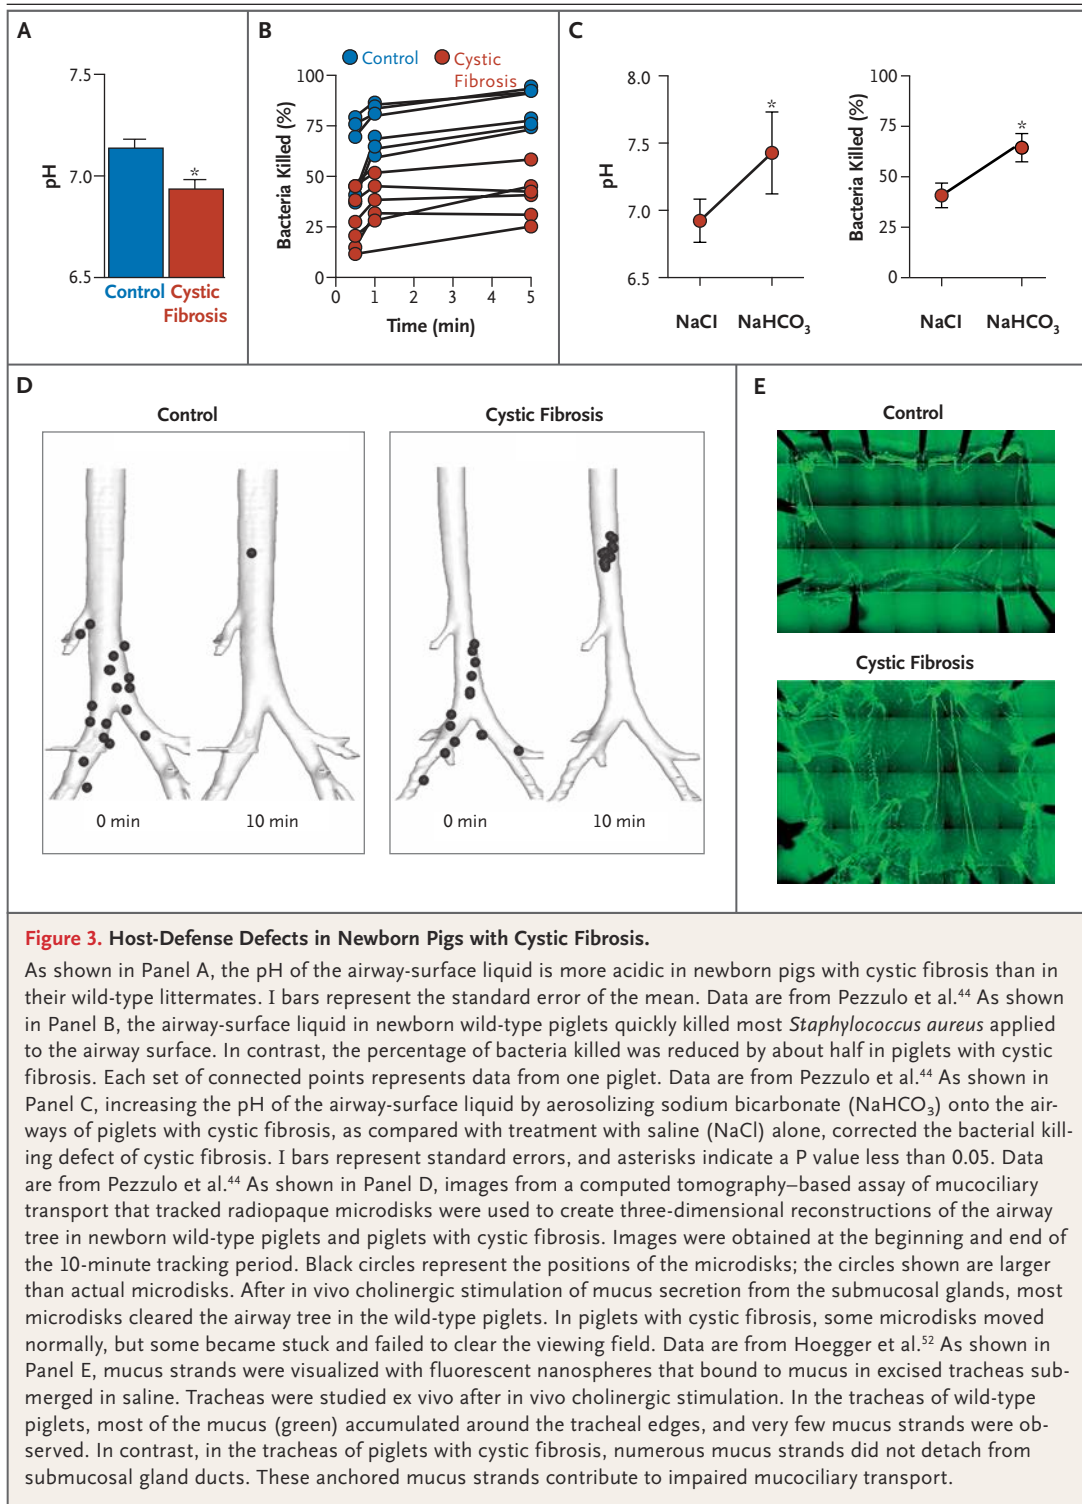 A
7.5
7.0
6.5
pH
*
Control
Cystic
Fibrosis
B
Control
Cystic
Fibrosis
100
75
50
25
0
Bacteria Killed (%)
0 1 2 3 4 5
Time (min)
C
8.0
7.5
7.0
6.5
pH
*
NaCl NaHCO₃
100
75
50
25
0
Bacteria Killed (%)
*
NaCl NaHCO₃
D
Control
0 min 10 min
Cystic Fibrosis
0 min 10 min
E
Control
Cystic Fibrosis
Figure 3. Host-Defense Defects in Newborn Pigs with Cystic Fibrosis.
As shown in Panel A, the pH of the airway-surface liquid is more acidic in newborn pigs with cystic fibrosis than in
their wild-type littermates. I bars represent the standard error of the mean. Data are from Pezzulo et al.⁴⁴ As shown
in Panel B, the airway-surface liquid in newborn wild-type piglets quickly killed most Staphylococcus aureus applied
to the airway surface. In contrast, the percentage of bacteria killed was reduced by about half in piglets with cystic
fibrosis. Each set of connected points represents data from one piglet. Data are from Pezzulo et al.⁴⁴ As shown in
Panel C, increasing the pH of the airway-surface liquid by aerosolizing sodium bicarbonate (NaHCO₃) onto the air-
ways of piglets with cystic fibrosis, as compared with treatment with saline (NaCl) alone, corrected the bacterial kill-
ing defect of cystic fibrosis. I bars represent standard errors, and asterisks indicate a P value less than 0.05. Data
are from Pezzulo et al.⁴⁴ As shown in Panel D, images from a computed tomography–based assay of mucociliary
transport that tracked radiopaque microdisks were used to create three-dimensional reconstructions of the airway
tree in newborn wild-type piglets and piglets with cystic fibrosis. Images were obtained at the beginning and end of
the 10-minute tracking period. Black circles represent the positions of the microdisks; the circles shown are larger
than actual microdisks. After in vivo cholinergic stimulation of mucus secretion from the submucosal glands, most
microdisks cleared the airway tree in the wild-type piglets. In piglets with cystic fibrosis, some microdisks moved
normally, but some became stuck and failed to clear the viewing field. Data are from Hoegger et al.⁵² As shown in
Panel E, mucus strands were visualized with fluorescent nanospheres that bound to mucus in excised tracheas sub-
merged in saline. Tracheas were studied ex vivo after in vivo cholinergic stimulation. In the tracheas of wild-type
piglets, most of the mucus (green) accumulated around the tracheal edges, and very few mucus strands were ob-
served. In contrast, in the tracheas of piglets with cystic fibrosis, numerous mucus strands did not detach from
submucosal gland ducts. These anchored mucus strands contribute to impaired mucociliary transport.